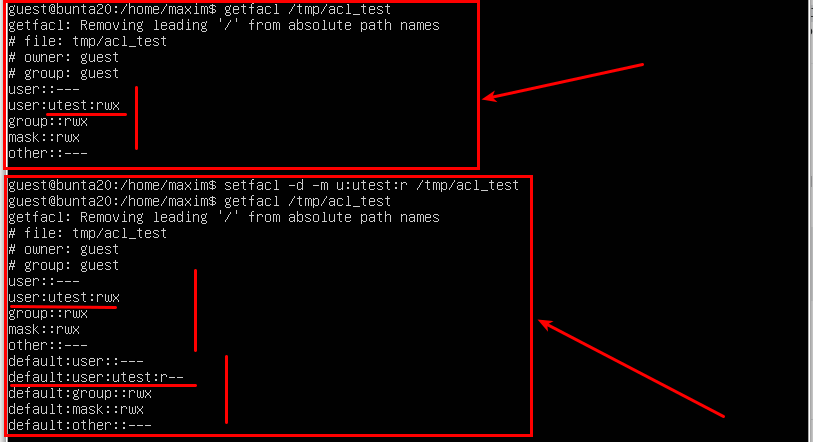 guest@bunta20:/home/maxim$ getfacl /tmp/acl_test
getfacl: Removing leading '/' from absolute path names
# file: tmp/acl_test
# owner: guest
# group: guest
user::---
user:utest:rwx
group::rwx
mask::rwx
other::---
guest@bunta20:/home/maxim$ setfacl -d -m u:utest:r /tmp/acl_test
guest@bunta20:/home/maxim$ getfacl /tmp/acl_test
getfacl: Removing leading '/' from absolute path names
# file: tmp/acl_test
# owner: guest
# group: guest
user::---
user:utest:rwx
group::rwx
mask::rwx
other::---
default:user::---
default:user:utest:r--
default:group::rwx
default:mask::rwx
default:other::---